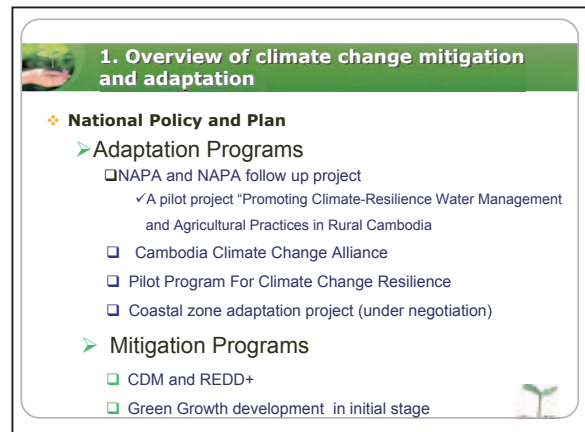 1. Overview of climate change mitigation
and adaptation
❖ National Policy and Plan
➢Adaptation Programs
❑NAPA and NAPA follow up project
✓A pilot project “Promoting Climate-Resilience Water Management
and Agricultural Practices in Rural Cambodia
❑ Cambodia Climate Change Alliance
❑ Pilot Program For Climate Change Resilience
❑ Coastal zone adaptation project (under negotiation)
➢ Mitigation Programs
❑ CDM and REDD+
❑ Green Growth development in initial stage